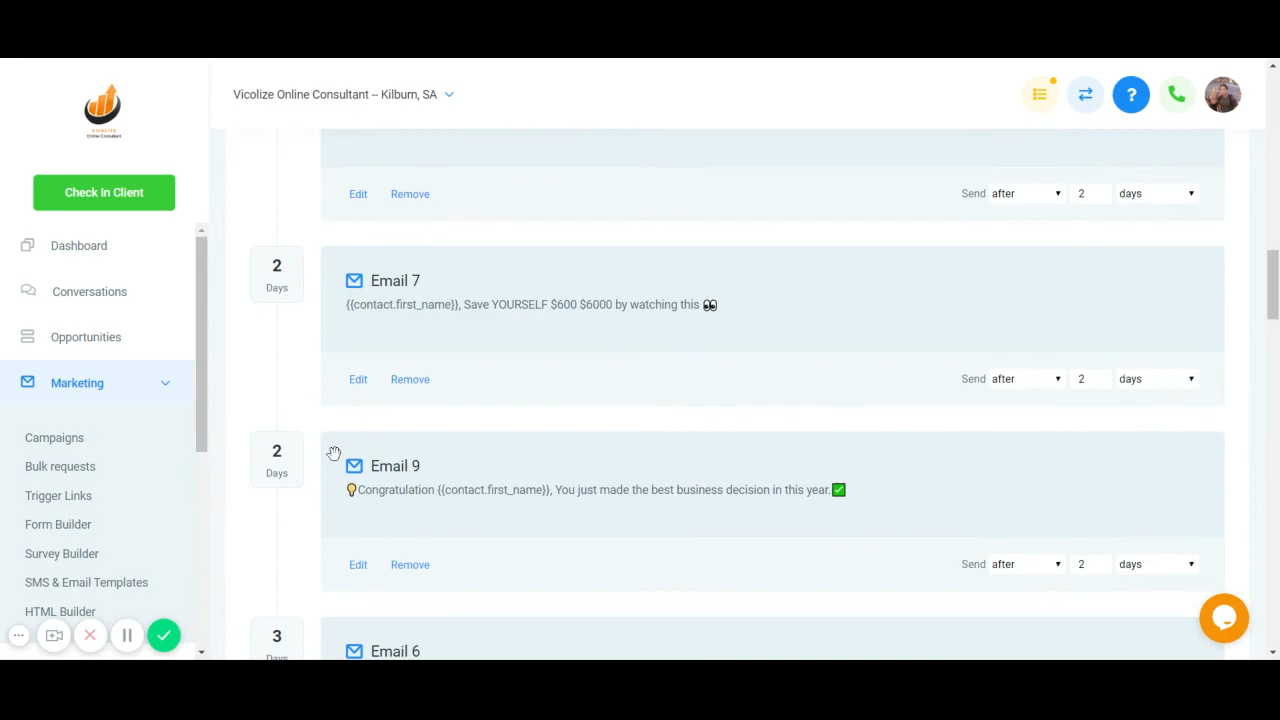 VICOLIZE
Online Consultant
Vicolize Online Consultant -- Kilburn, SA
?
Check In Client
Dashboard
Conversations
Opportunities
Marketing
Campaigns
Bulk requests
Trigger Links
Form Builder
Survey Builder
SMS & Email Templates
HTML Builder
Edit Remove Send after 2 days
2
Days
Email 7
{{contact.first_name}}, Save YOURSELF $600 $6000 by watching this 👀
Edit Remove Send after 2 days
2
Days
Email 9
💡Congratulation {{contact.first_name}}, You just made the best business decision in this year.✅
Edit Remove Send after 2 days
3
Days
Email 6